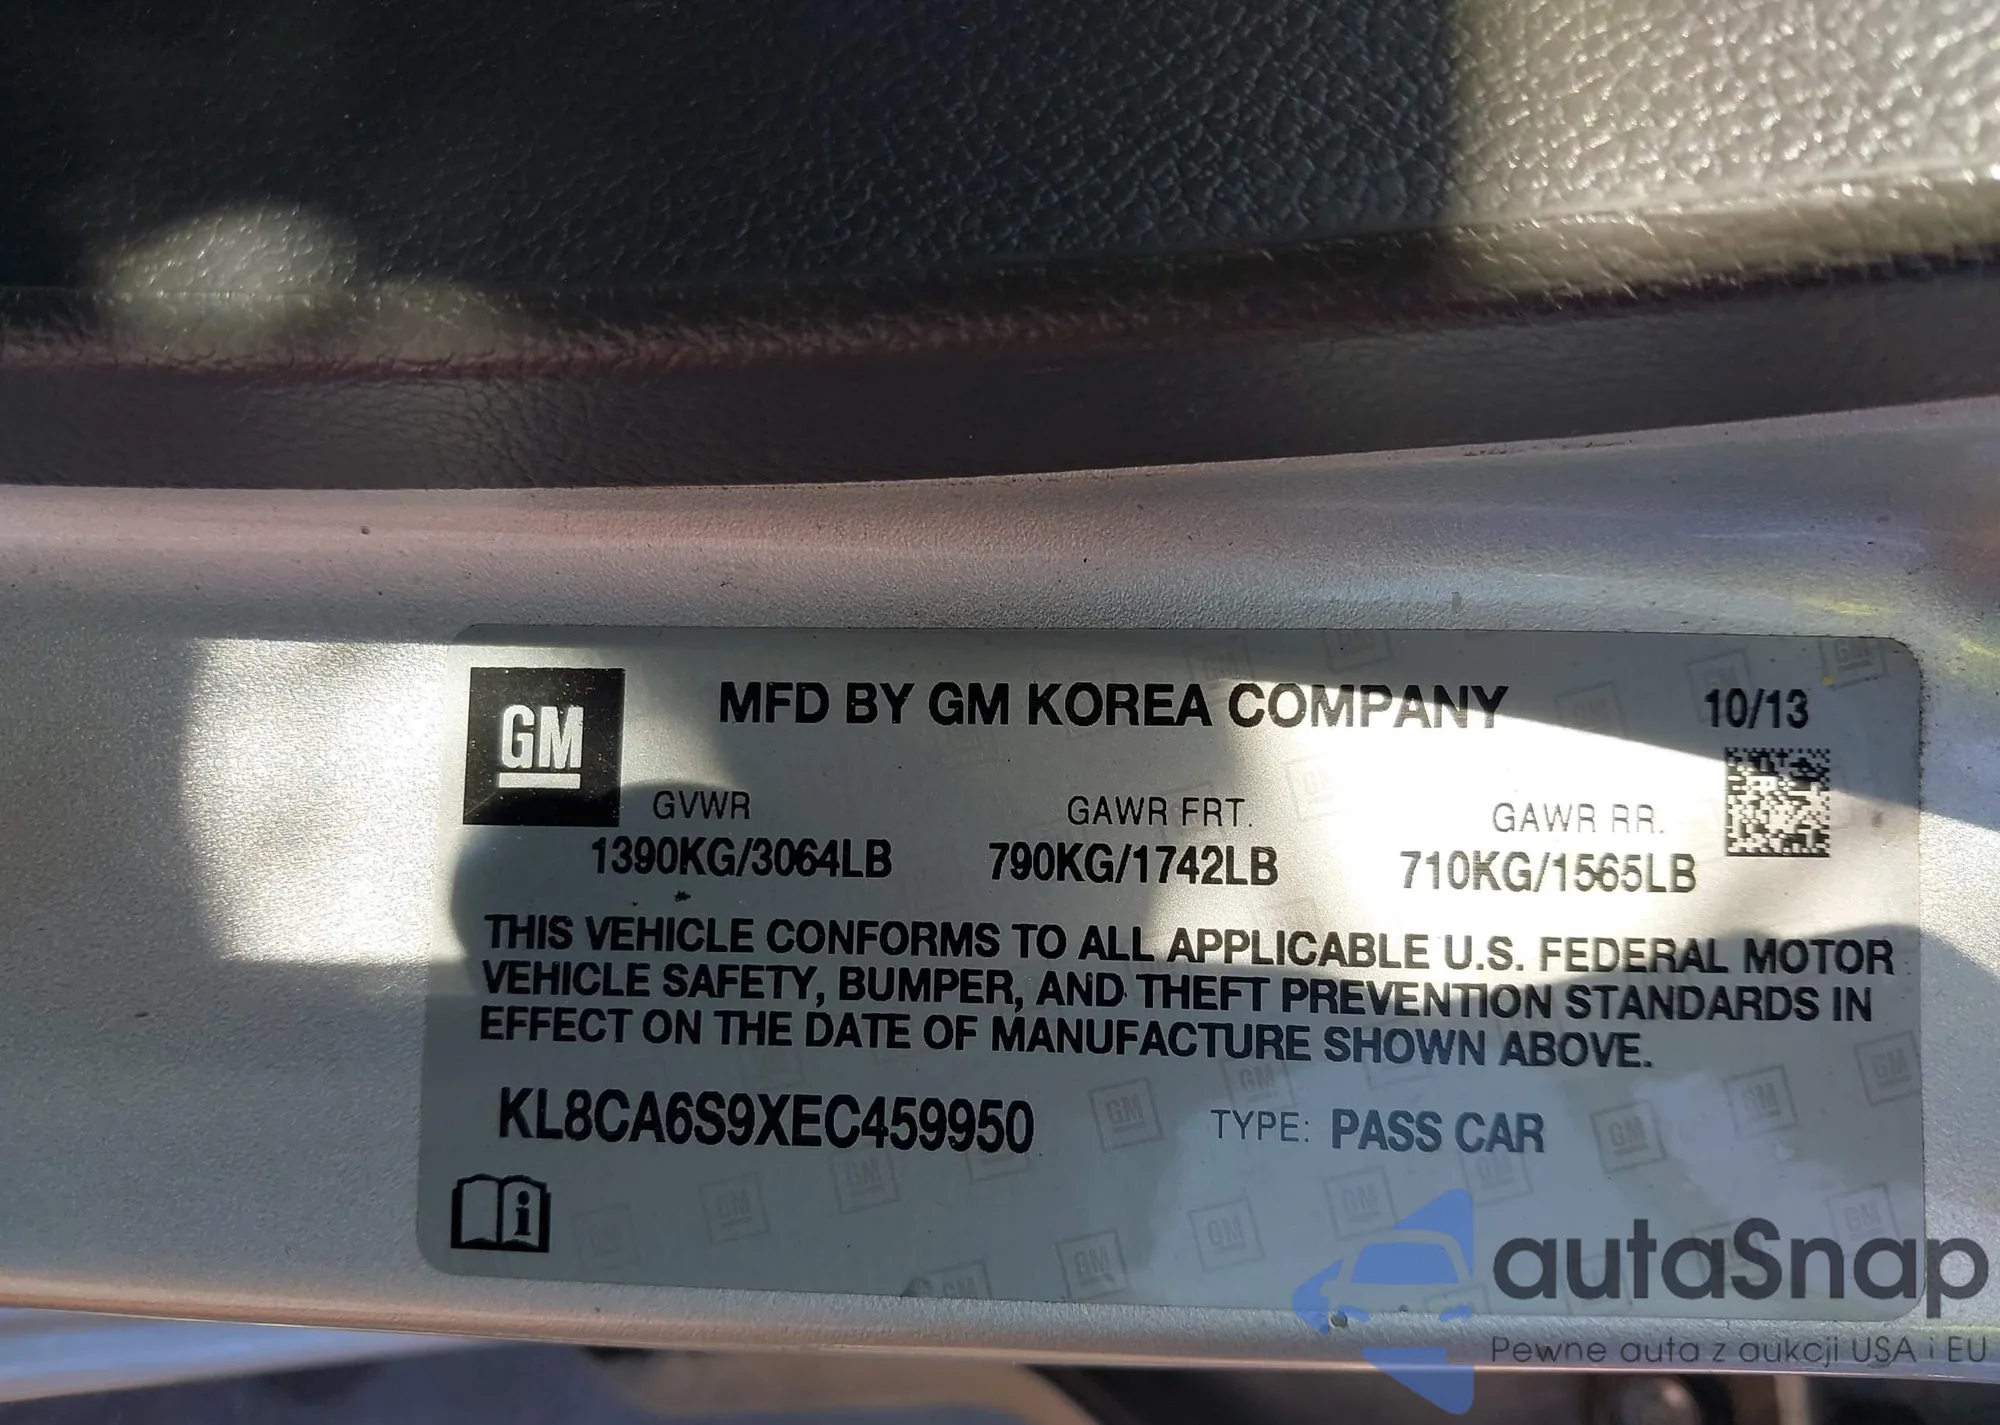 GM
MFD BY GM KOREA COMPANY
10/13
GVWR
GAWR FRT.
GAWR RR.
1390KG/3064LB
790KG/1742LB
710KG/1565LB
THIS VEHICLE CONFORMS TO ALL APPLICABLE U.S. FEDERAL MOTOR
VEHICLE SAFETY, BUMPER, AND THEFT PREVENTION STANDARDS IN
EFFECT ON THE DATE OF MANUFACTURE SHOWN ABOVE.
KL8CA6S9XEC459950
TYPE: PASS CAR
i
autaSnap
Pewne auta z aukcji USA i EU